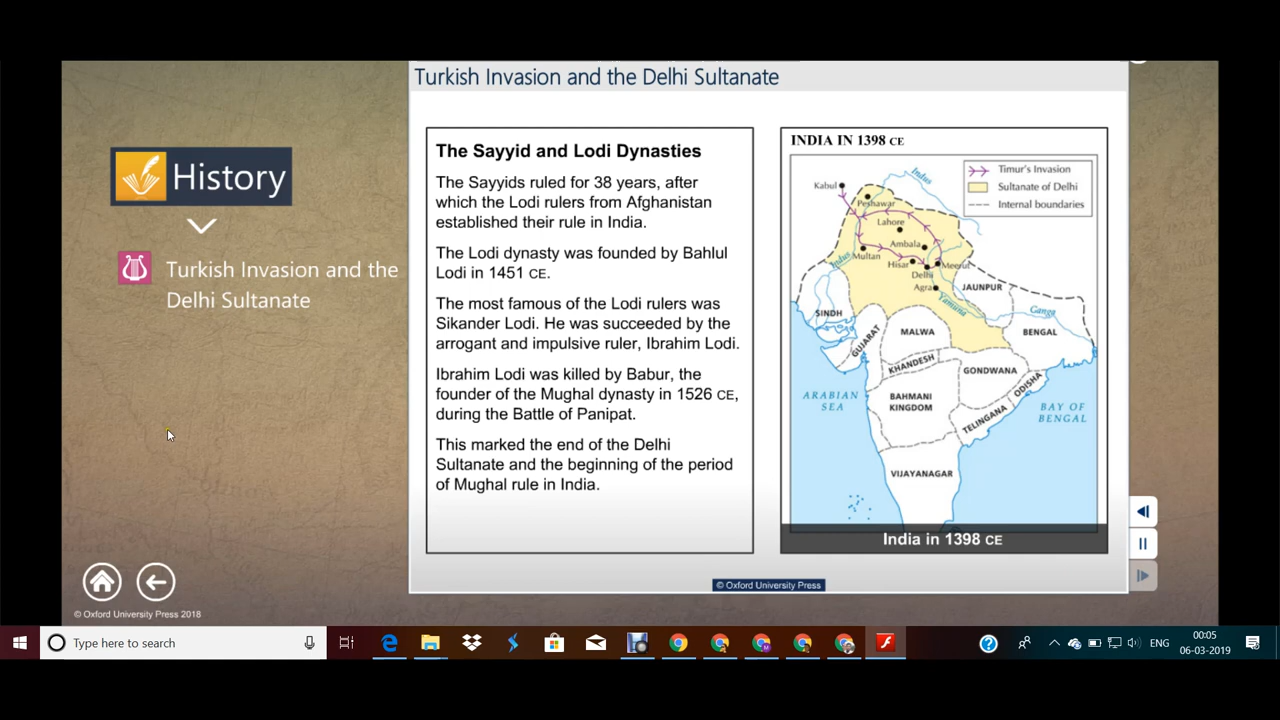 Turkish Invasion and the Delhi Sultanate
History
Turkish Invasion and the
Delhi Sultanate
The Sayyid and Lodi Dynasties
The Sayyids ruled for 38 years, after
which the Lodi rulers from Afghanistan
established their rule in India.
The Lodi dynasty was founded by Bahlul
Lodi in 1451 CE.
The most famous of the Lodi rulers was
Sikander Lodi. He was succeeded by the
arrogant and impulsive ruler, Ibrahim Lodi.
Ibrahim Lodi was killed by Babur, the
founder of the Mughal dynasty in 1526 CE,
during the Battle of Panipat.
This marked the end of the Delhi
Sultanate and the beginning of the period
of Mughal rule in India.
INDIA IN 1398 CE
Timur's Invasion
Sultanate of Delhi
Internal boundaries
Indus
Kabul
Peshawar
Lahore
Ambala
Multan
Indus
Hisar
Meerut
Delhi
Agra
JAUNPUR
Yamuna
Ganga
SINDH
GUJARAT
MALWA
BENGAL
KHANDESH
GONDWANA
ODISHA
ARABIAN
SEA
BAHMANI
KINGDOM
TELINGANA
BAY OF
BENGAL
VIJAYANAGAR
India in 1398 CE
© Oxford University Press
© Oxford University Press 2018
Type here to search
ENG
00:05
06-03-2019